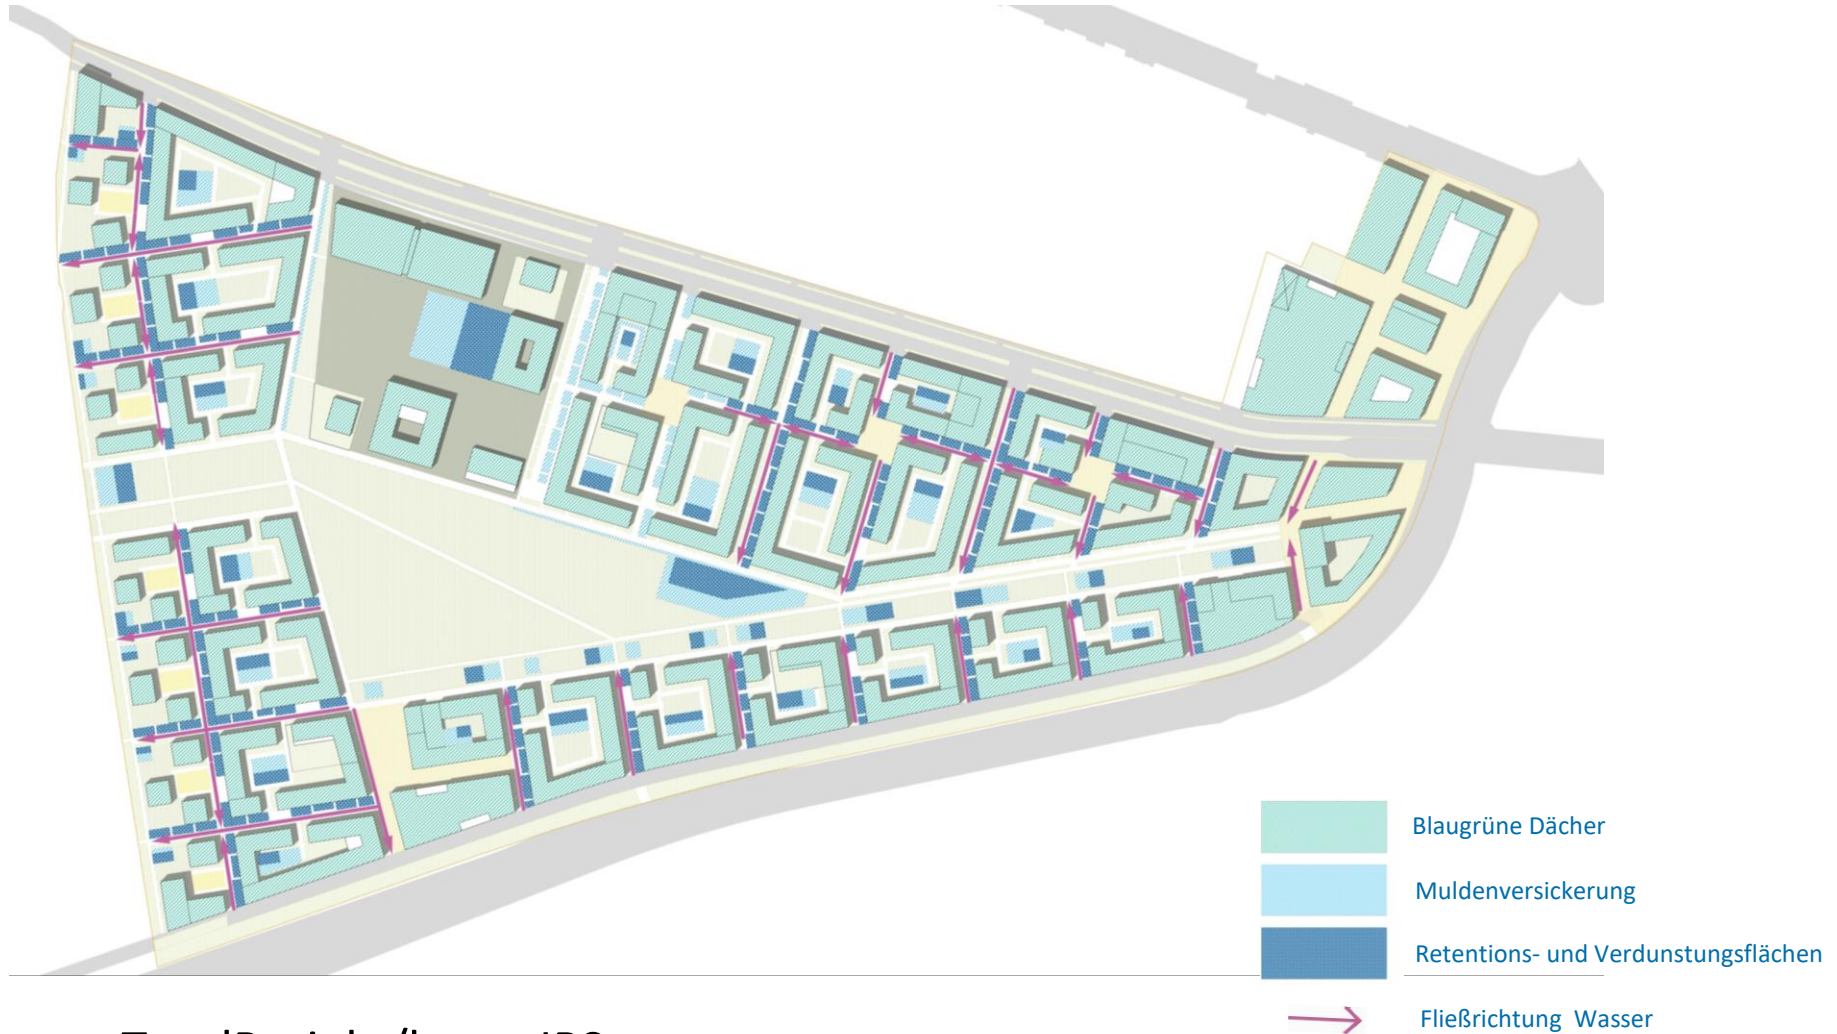 Blaugrüne Dächer
Muldenversickerung
Retentions- und Verdunstungsflächen
Fließrichtung Wasser